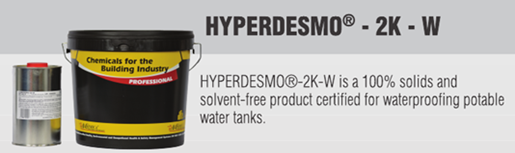 HYPERDESMO® - 2K - W
Chemicals for the
Building Industry
PROFESSIONAL
HYPERDESMO®-2K-W is a 100% solids and
solvent-free product certified for waterproofing potable
water tanks.